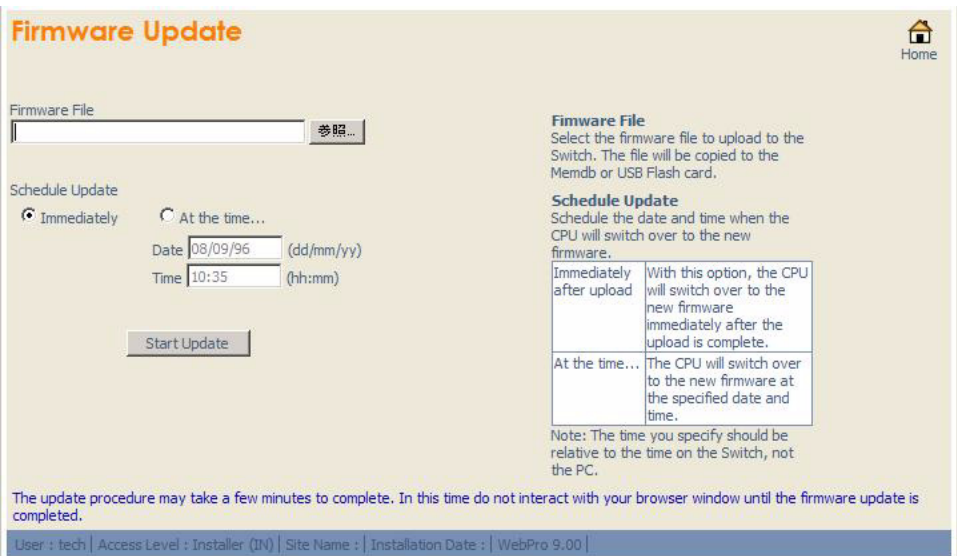 Firmware Update
Home
Firmware File
参照...
Schedule Update
Immediately
At the time...
Date 08/09/96 (dd/mm/yy)
Time 10:35 (hh:mm)
Start Update
Fimware File
Select the firmware file to upload to the
Switch. The file will be copied to the
Memdb or USB Flash card.
Schedule Update
Schedule the date and time when the
CPU will switch over to the new
firmware.
Immediately
after upload
With this option, the CPU
will switch over to the
new firmware
immediately after the
upload is complete.
At the time...
The CPU will switch over
to the new firmware at
the specified date and
time.
Note: The time you specify should be
relative to the time on the Switch, not
the PC.
The update procedure may take a few minutes to complete. In this time do not interact with your browser window until the firmware update is
completed.
User : tech | Access Level : Installer (IN) | Site Name : | Installation Date : | WebPro 9.00 |